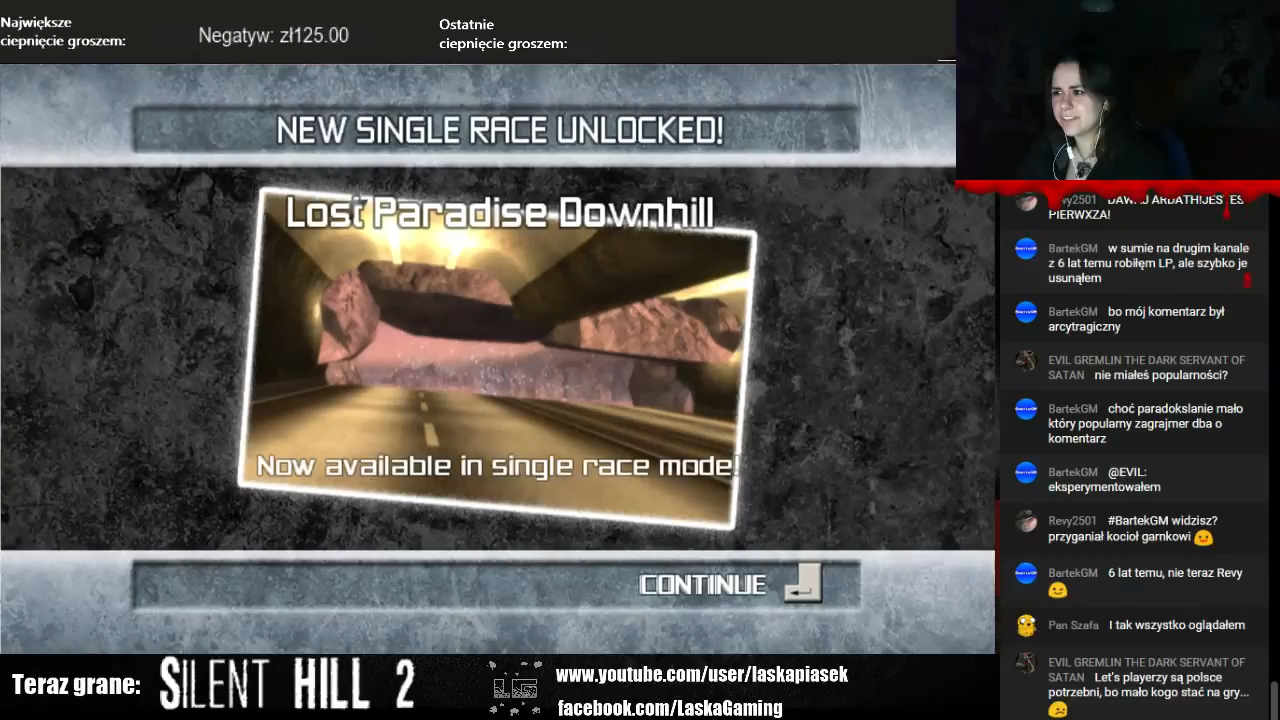 Największe
ciepnięcie groszem:
Negatyw: zł125.00
Ostatnie
ciepnięcie groszem:
NEW SINGLE RACE UNLOCKED!
Lost Paradise Downhill
Now available in single race mode!
CONTINUE
PIERWXZA!
BartekGM w sumie na drugim kanale
z 6 lat temu robiłęm LP, ale szybko je
usunąłem
BartekGM bo mój komentarz był
arcytragiczny
EVIL GREMLIN THE DARK SERVANT OF
SATAN nie miałeś popularności?
BartekGM choć paradokslanie mało
który popularny zagrajmer dba o
komentarz
BartekGM @EVIL:
eksperymentowałem
Revy2501 #BartekGM widzisz?
przyganiał kocioł garnkowi
BartekGM 6 lat temu, nie teraz Revy
Pan Szafa I tak wszystko oglądałem
EVIL GREMLIN THE DARK SERVANT OF
SATAN Let's playerzy są polsce
potrzebni, bo mało kogo stać na gry...
Teraz grane: SILENT HILL 2
LG
www.youtube.com/user/laskapiasek
facebook.com/LaskaGaming